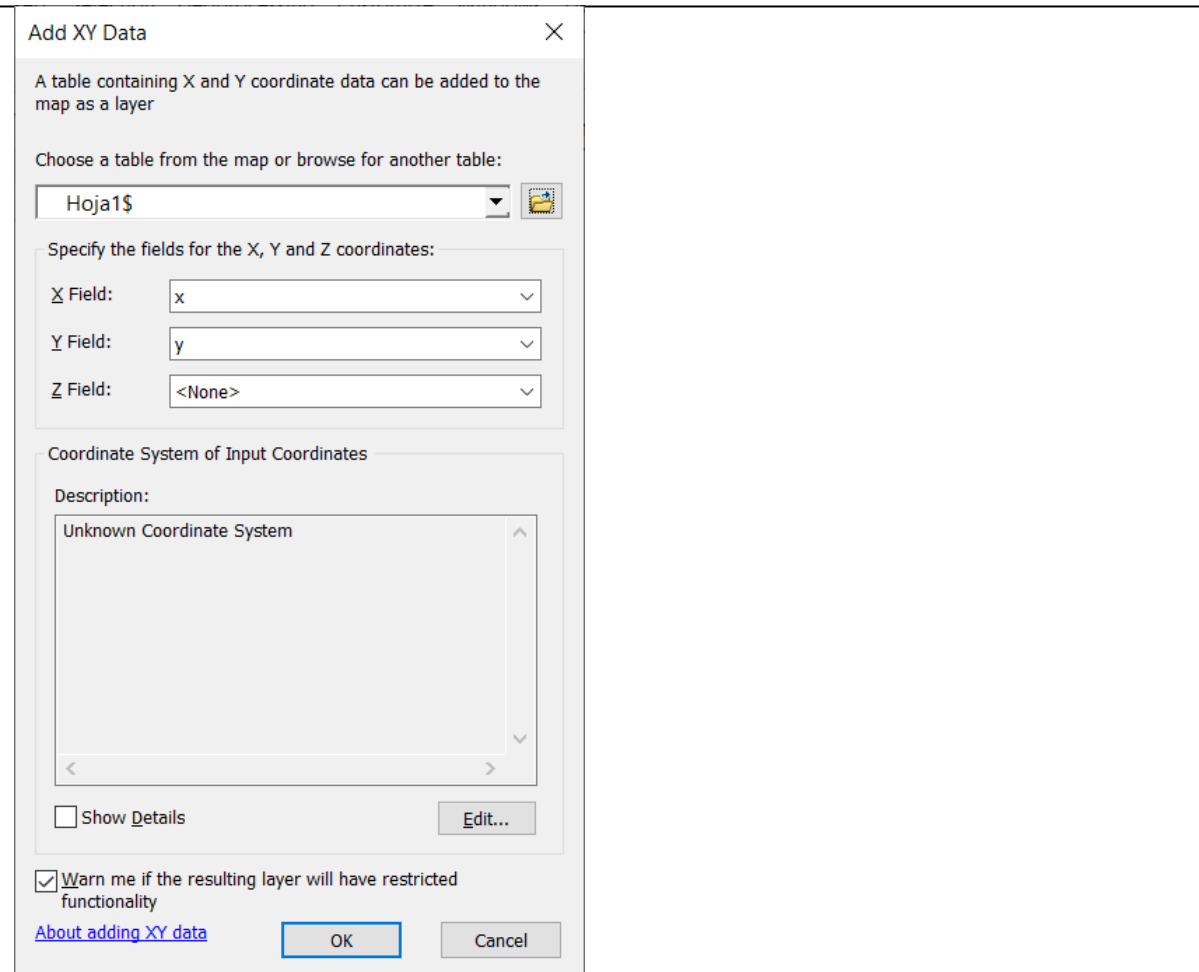 Add XY Data
A table containing X and Y coordinate data can be added to the
map as a layer
Choose a table from the map or browse for another table:
Hoja1$
Specify the fields for the X, Y and Z coordinates:
X Field:
x
Y Field:
y
Z Field:
<None>
Coordinate System of Input Coordinates
Description:
Unknown Coordinate System
Show Details
Edit...
Warn me if the resulting layer will have restricted
functionality
About adding XY data
OK
Cancel